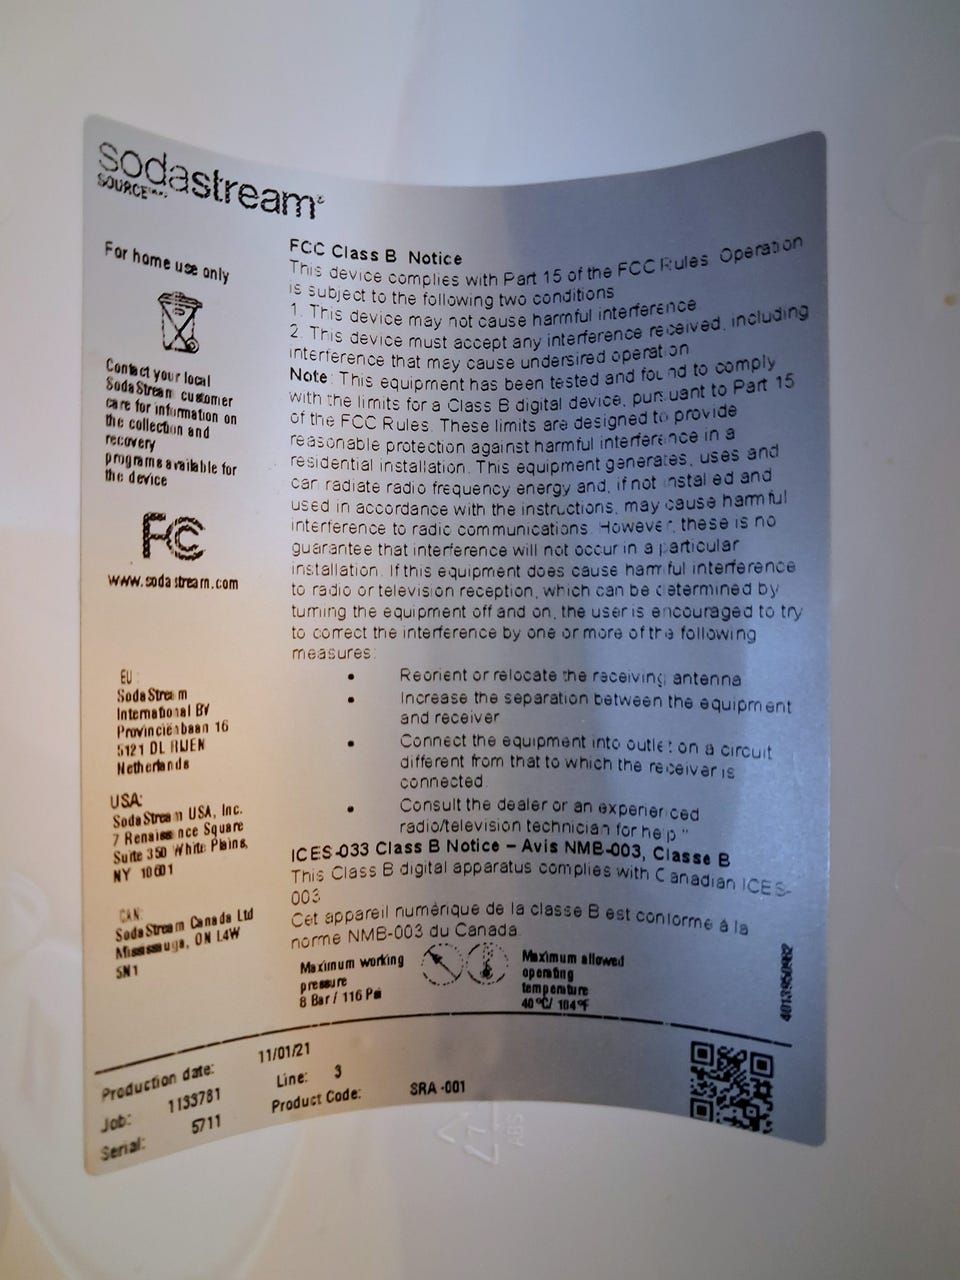 sodastream®
SOURCE™
For home use only
Contact your local
SodaStream customer
care for information on
the collection and
recovery
programs available for
the device
FC
www.sodastream.com
EU:
SodaStream
International BV
Provinciënbaan 16
5121 DL RIJEN
Netherlands
USA:
SodaStream USA, Inc.
7 Renaissance Square
Suite 350 White Plains,
NY 10601
CAN:
SodaStream Canada Ltd
Mississauga, ON L4W
5N1
FCC Class B Notice
This device complies with Part 15 of the FCC Rules. Operation
is subject to the following two conditions
1. This device may not cause harmful interference
2. This device must accept any interference received, including
interference that may cause undersired operation
Note: This equipment has been tested and found to comply
with the limits for a Class B digital device, pursuant to Part 15
of the FCC Rules. These limits are designed to provide
reasonable protection against harmful interference in a
residential installation. This equipment generates, uses and
can radiate radio frequency energy and, if not installed and
used in accordance with the instructions, may cause harmful
interference to radio communications. However, these is no
guarantee that interference will not occur in a particular
installation. If this equipment does cause harmful interference
to radio or television reception, which can be determined by
turning the equipment off and on, the user is encouraged to try
to correct the interference by one or more of the following
measures:
• Reorient or relocate the receiving antenna
• Increase the separation between the equipment
and receiver
• Connect the equipment into outlet on a circuit
different from that to which the receiver is
connected.
• Consult the dealer or an experienced
radio/television technician for help."
ICES-033 Class B Notice – Avis NMB-003, Classe B
This Class B digital apparatus complies with Canadian ICES-
003
Cet appareil numérique de la classe B est conforme à la
norme NMB-003 du Canada.
Maximum working
pressure
8 Bar / 116 Psi
Maximum allowed
operating
temperature
40°C/ 104°F
4013950982
Production date: 11/01/21
Job: 1133781 Line: 3
Serial: 5711 Product Code: SRA-001
7
ABS